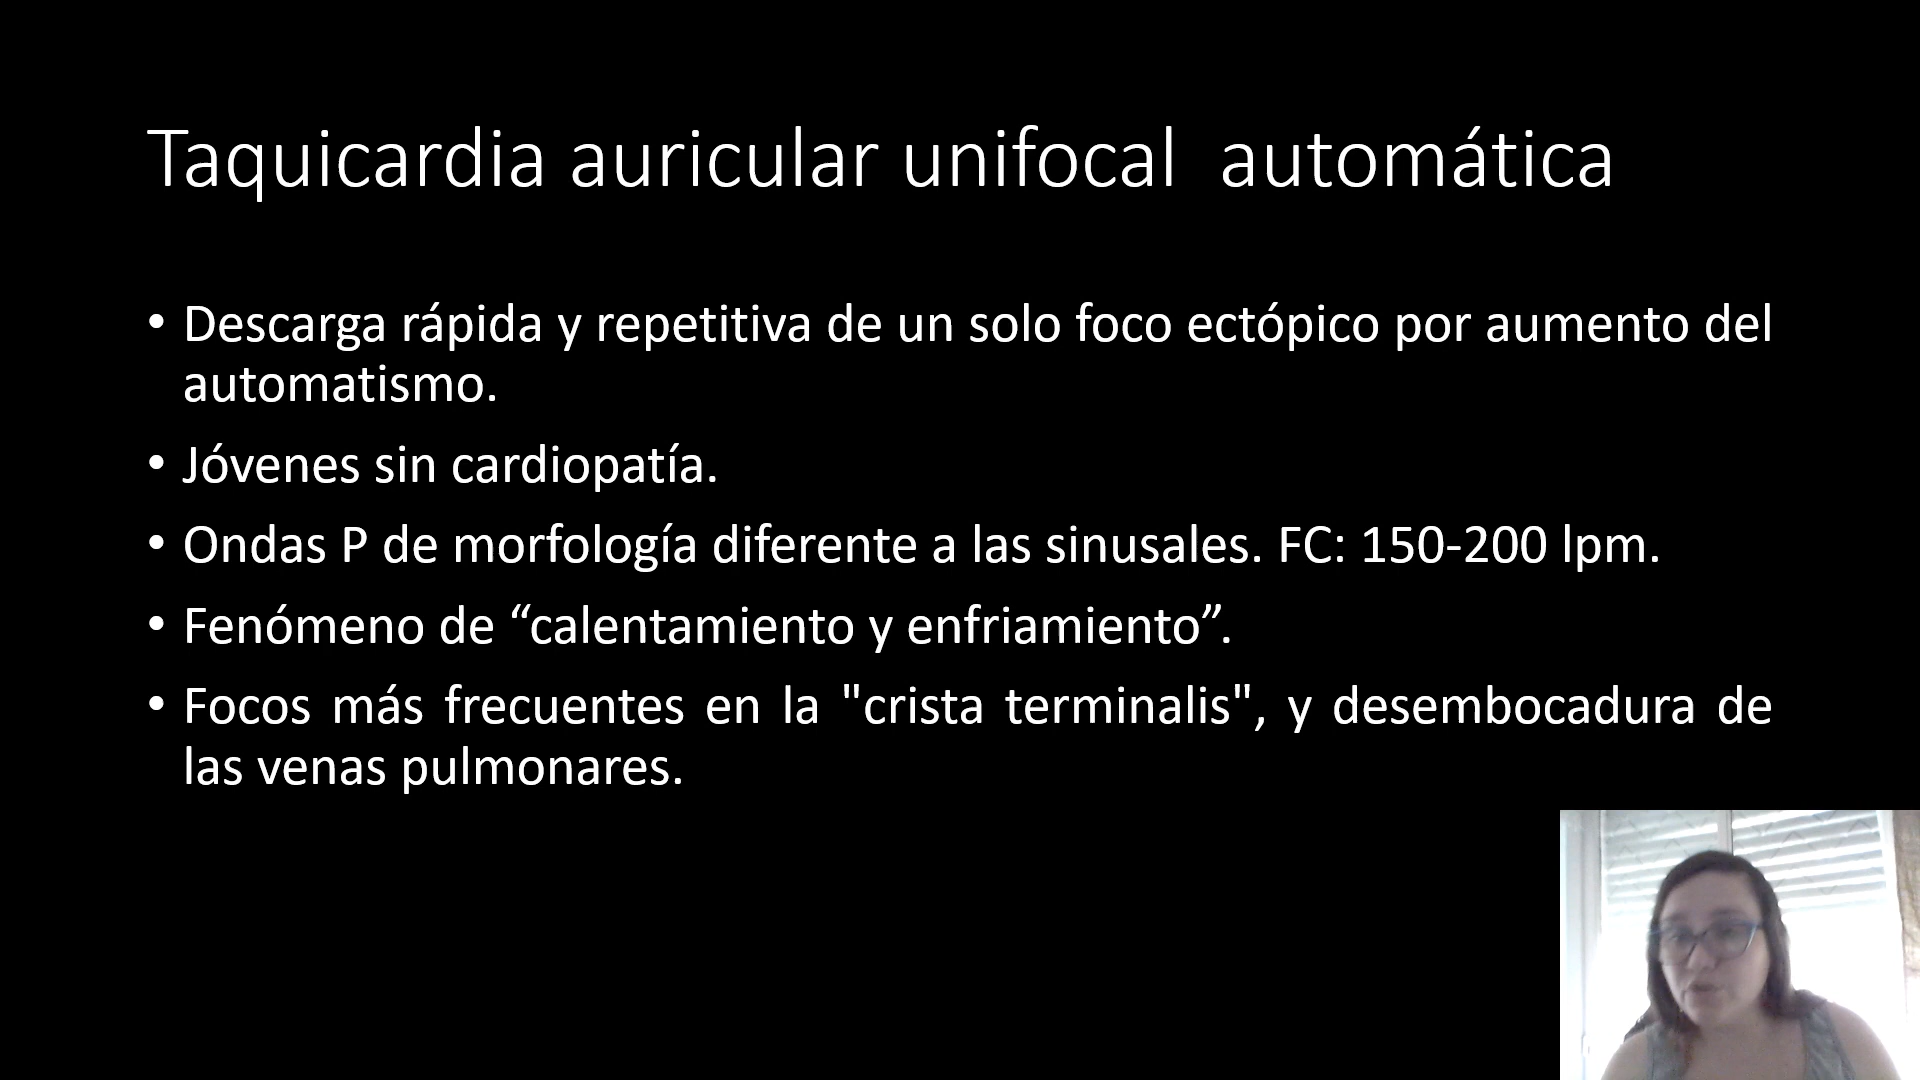 Taquicardia auricular unifocal  automática
• Descarga rápida y repetitiva de un solo foco ectópico por aumento del
automatismo.
• Jóvenes sin cardiopatía.
• Ondas P de morfología diferente a las sinusales. FC: 150-200 lpm.
• Fenómeno de “calentamiento y enfriamiento”.
• Focos más frecuentes en la "crista terminalis", y desembocadura de
las venas pulmonares.